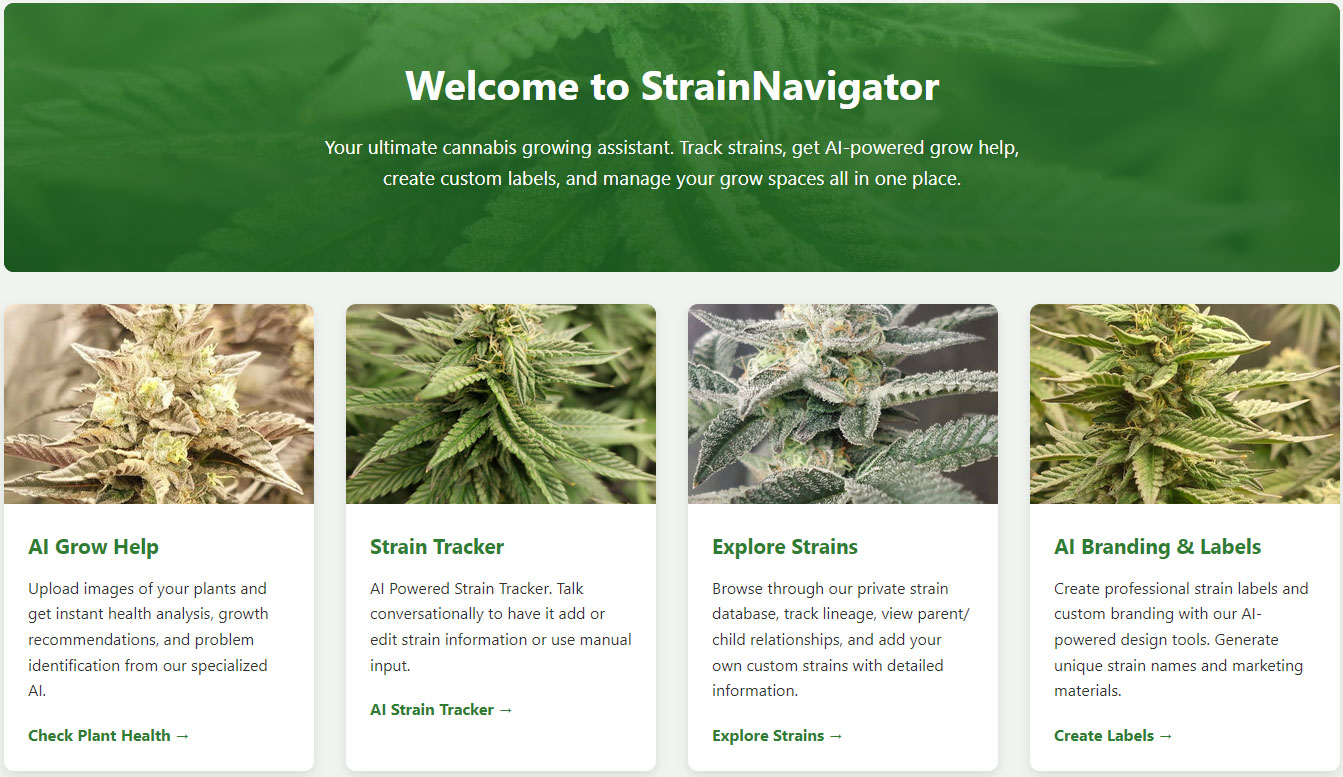 Welcome to StrainNavigator
Your ultimate cannabis growing assistant. Track strains, get AI-powered grow help,
create custom labels, and manage your grow spaces all in one place.
AI Grow Help
Upload images of your plants and
get instant health analysis, growth
recommendations, and problem
identification from our specialized
AI.
Check Plant Health →
Strain Tracker
AI Powered Strain Tracker. Talk
conversationally to have it add or
edit strain information or use manual
input.
AI Strain Tracker →
Explore Strains
Browse through our private strain
database, track lineage, view parent/
child relationships, and add your
own custom strains with detailed
information.
Explore Strains →
AI Branding & Labels
Create professional strain labels and
custom branding with our AI-
powered design tools. Generate
unique strain names and marketing
materials.
Create Labels →